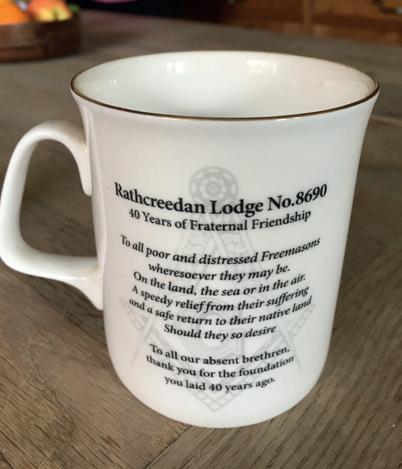 Rathcreedan Lodge No.8690
40 Years of Fraternal Friendship
To all poor and distressed Freemasons
wheresoever they may be.
On the land, the sea or in the air.
A speedy relief from their suffering
and a safe return to their native land
Should they so desire
To all our absent brethren,
thank you for the foundation
you laid 40 years ago.